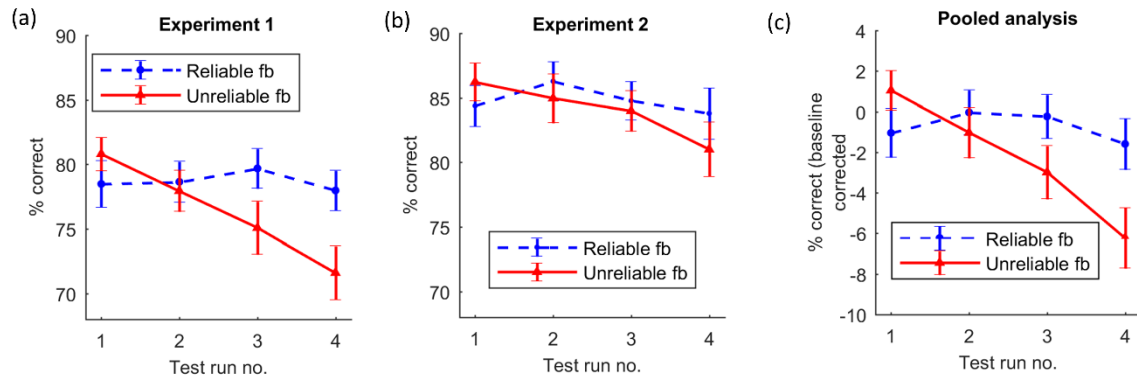 (a)
Experiment 1
90
85
80
75
70
% correct
Reliable fb
Unreliable fb
1 2 3 4
Test run no.
(b)
Experiment 2
90
85
80
75
70
% correct
Reliable fb
Unreliable fb
1 2 3 4
Test run no.
(c)
Pooled analysis
4
2
0
-2
-4
-6
-8
-10
% correct (baseline
corrected
Reliable fb
Unreliable fb
1 2 3 4
Test run no.